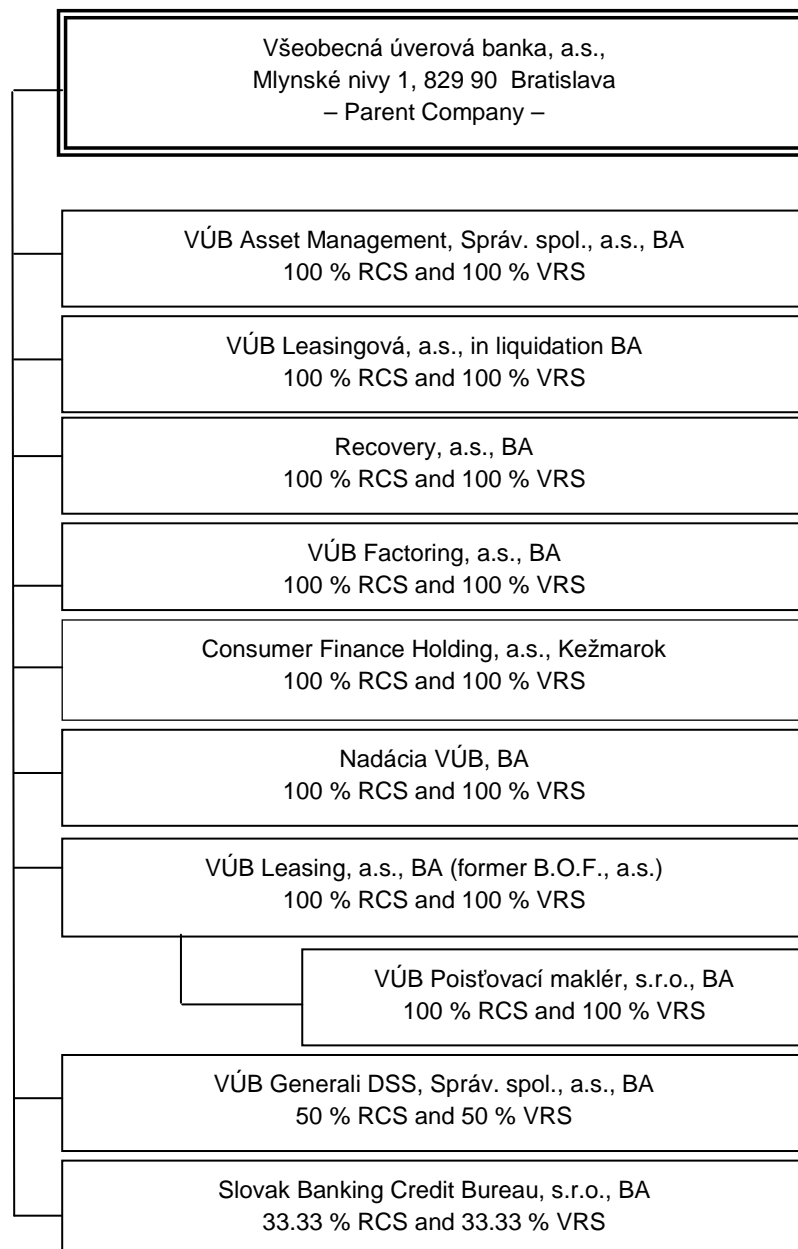 Všeobecná úverová banka, a.s.,
Mlynské nivy 1, 829 90  Bratislava
– Parent Company –
VÚB Asset Management, Správ. spol., a.s., BA
100 % RCS and 100 % VRS
VÚB Leasingová, a.s., in liquidation BA
100 % RCS and 100 % VRS
Recovery, a.s., BA
100 % RCS and 100 % VRS
VÚB Factoring, a.s., BA
100 % RCS and 100 % VRS
Consumer Finance Holding, a.s., Kežmarok
100 % RCS and 100 % VRS
Nadácia VÚB, BA
100 % RCS and 100 % VRS
VÚB Leasing, a.s., BA (former B.O.F., a.s.)
100 % RCS and 100 % VRS
VÚB Poisťovací maklér, s.r.o., BA
100 % RCS and 100 % VRS
VÚB Generali DSS, Správ. spol., a.s., BA
50 % RCS and 50 % VRS
Slovak Banking Credit Bureau, s.r.o., BA
33.33 % RCS and 33.33 % VRS